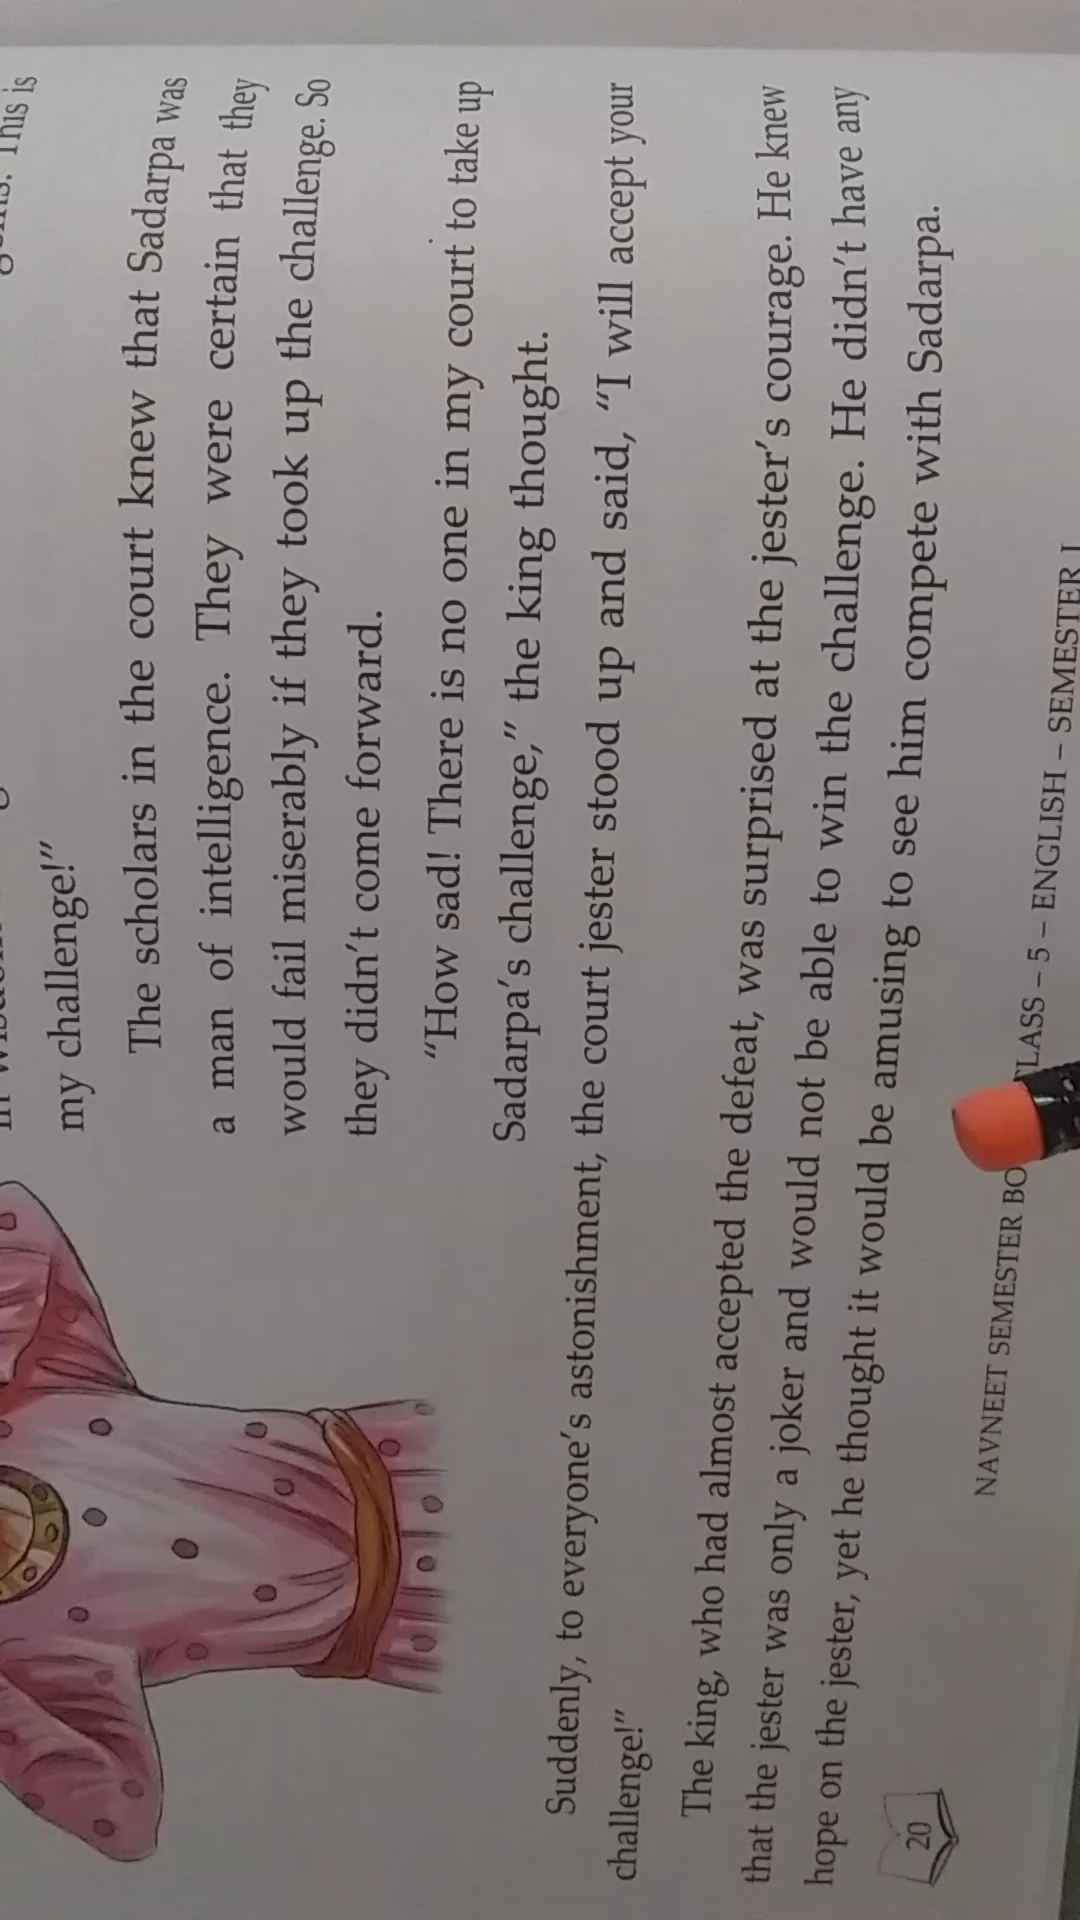 This is
my challenge!”
The scholars in the court knew that Sadarpa was
a man of intelligence. They were certain that they
would fail miserably if they took up the challenge. So
they didn’t come forward.
“How sad! There is no one in my court to take up
Sadarpa’s challenge,” the king thought.
Suddenly, to everyone’s astonishment, the court jester stood up and said, “I will accept your
challenge!”
The king, who had almost accepted the defeat, was surprised at the jester’s courage. He knew
that the jester was only a joker and would not be able to win the challenge. He didn’t have any
hope on the jester, yet he thought it would be amusing to see him compete with Sadarpa.
20
NAVNEET SEMESTER – 5 – ENGLISH – SEMESTER I